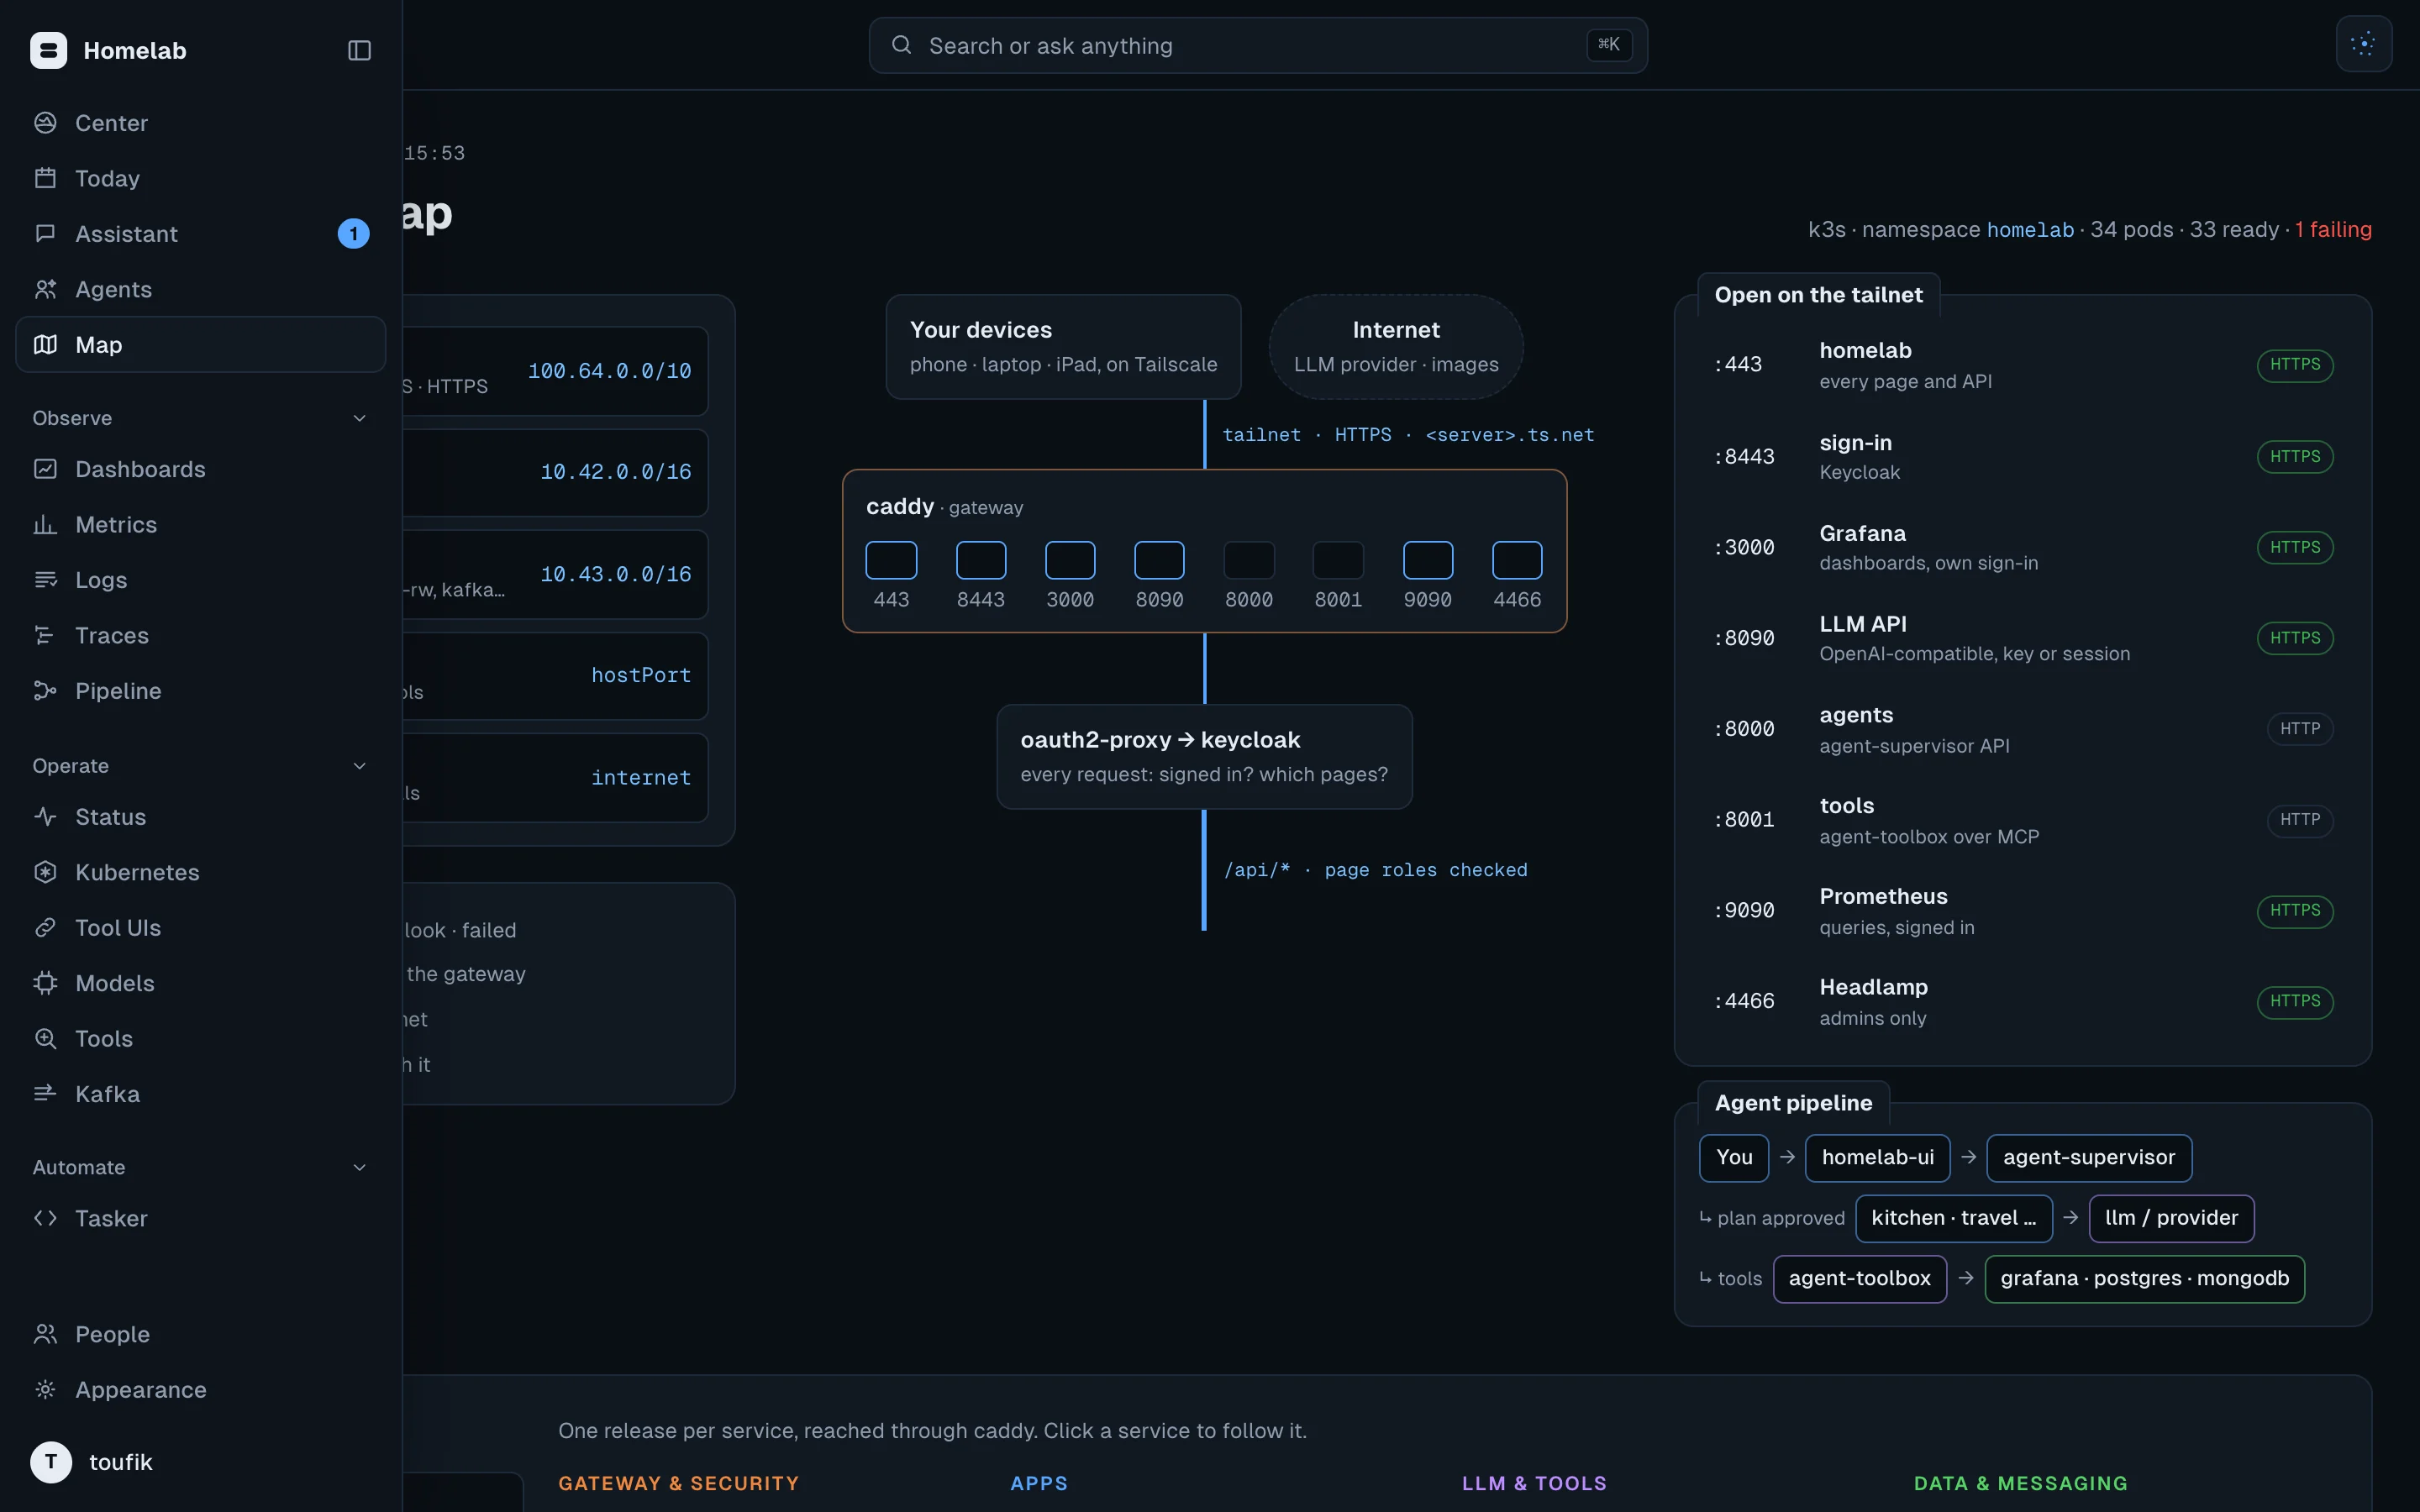 Homelab
Search or ask anything
⌘K
Center
Today
Assistant
1
Agents
Map
Observe
Dashboards
Metrics
Logs
Traces
Pipeline
Operate
Status
Kubernetes
Tool UIs
Models
Tools
Kafka
Automate
Tasker
People
Appearance
T
toufik
15:53
ap
k3s · namespace homelab · 34 pods · 33 ready · 1 failing
S · HTTPS
100.64.0.0/10
10.42.0.0/16
-rw, kafka…
10.43.0.0/16
hostPort
internet
look · failed
the gateway
h it
Your devices
phone · laptop · iPad, on Tailscale
Internet
LLM provider · images
tailnet · HTTPS · <server>.ts.net
caddy · gateway
443 8443 3000 8090 8000 8001 9090 4466
oauth2-proxy → keycloak
every request: signed in? which pages?
/api/* · page roles checked
Open on the tailnet
:443
homelab
every page and API
HTTPS
:8443
sign-in
Keycloak
HTTPS
:3000
Grafana
dashboards, own sign-in
HTTPS
:8090
LLM API
OpenAI-compatible, key or session
HTTPS
:8000
agents
agent-supervisor API
HTTP
:8001
tools
agent-toolbox over MCP
HTTP
:9090
Prometheus
queries, signed in
HTTPS
:4466
Headlamp
admins only
HTTPS
Agent pipeline
You → homelab-ui → agent-supervisor
↳ plan approved kitchen · travel … → llm / provider
↳ tools agent-toolbox → grafana · postgres · mongodb
One release per service, reached through caddy. Click a service to follow it.
GATEWAY & SECURITY
APPS
LLM & TOOLS
DATA & MESSAGING